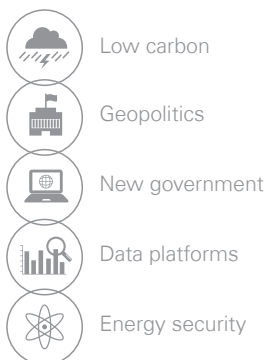 Low carbon
Geopolitics
New government
Data platforms
Energy security